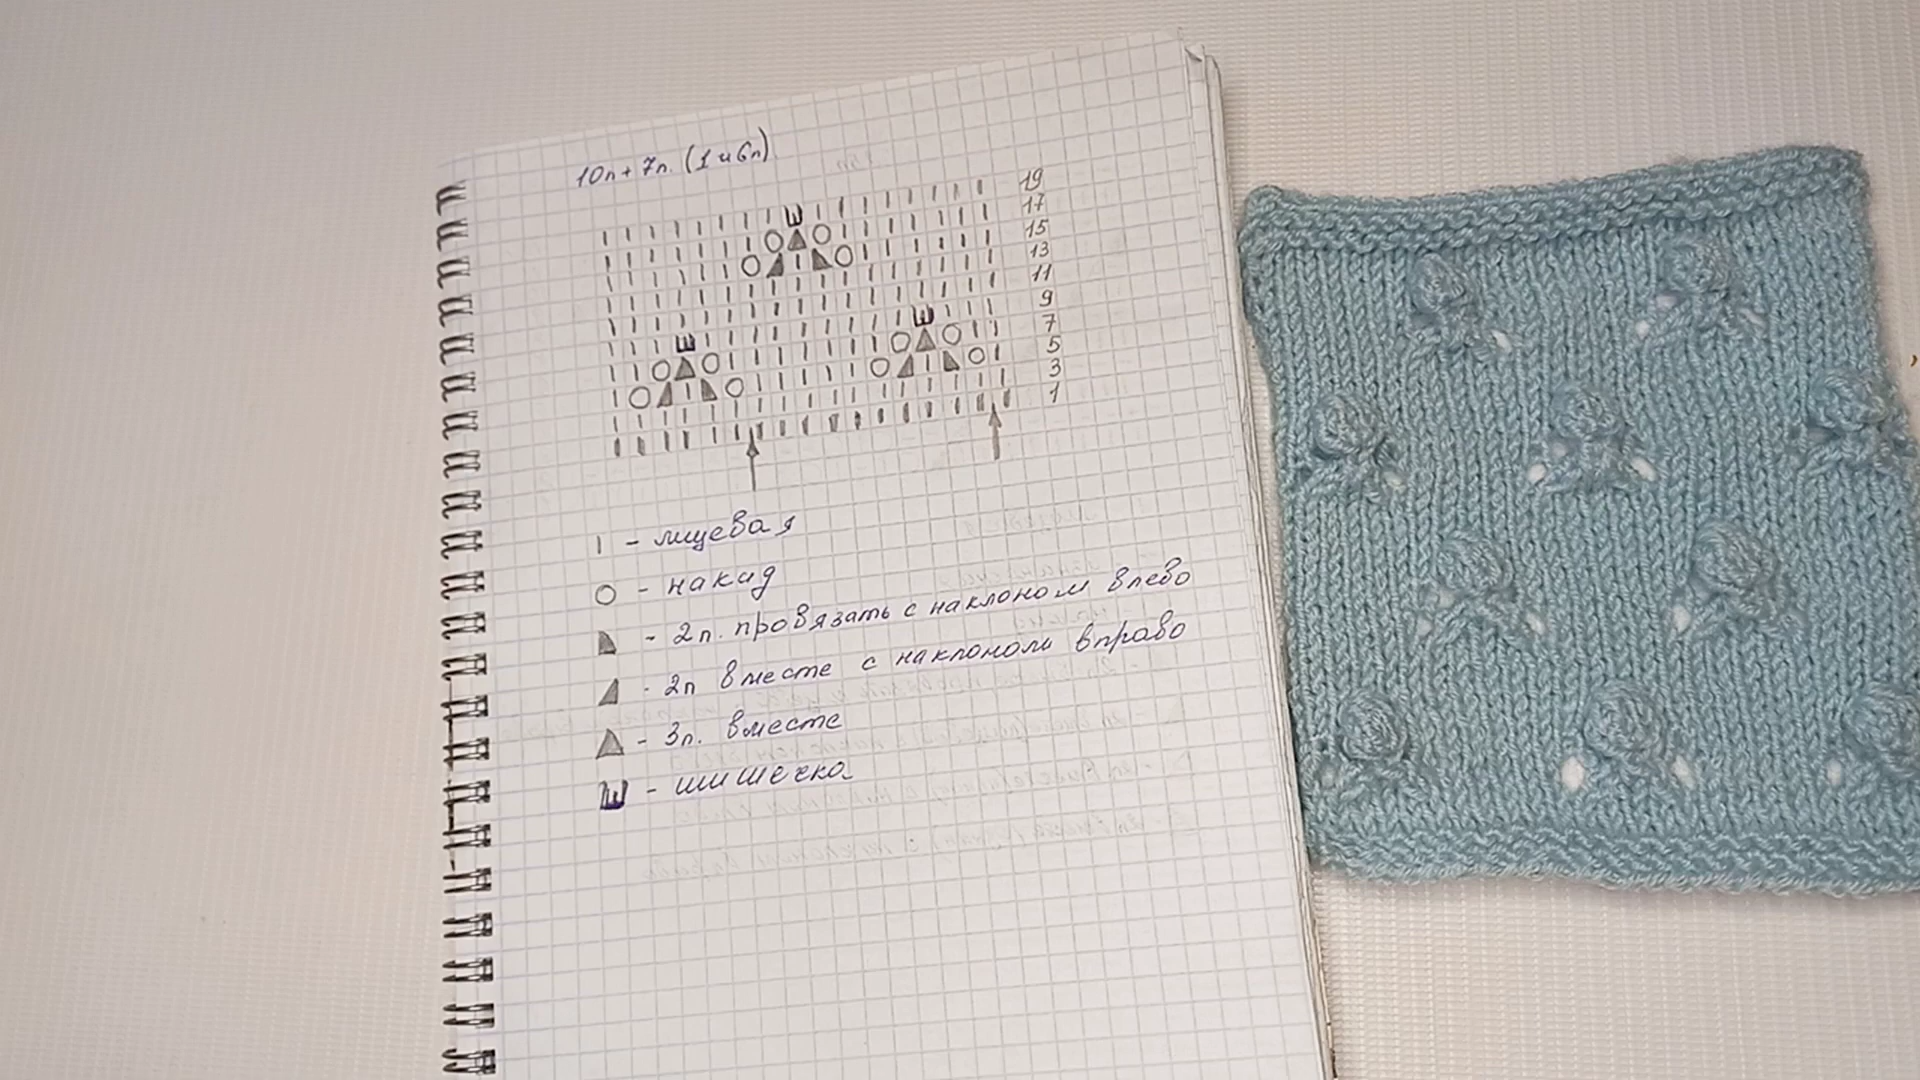 10п + 7п. (1 и 6п)
19
17
15
13
11
9
7
5
3
1
| - лицевая
О - накид
◣ - 2п. провязать с наклоном влево
◢ - 2п вместе с наклоном вправо
△ - 3п. вместе
Ш - шишечка